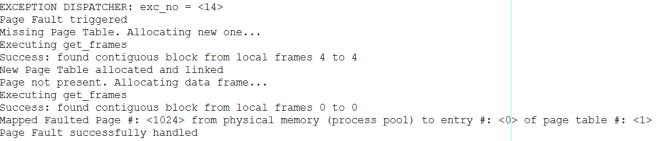 EXCEPTION DISPATCHER: exc_no = <14>
Page Fault triggered
Missing Page Table. Allocating new one...
Executing get_frames
Success: found contiguous block from local frames 4 to 4
New Page Table allocated and linked
Page not present. Allocating data frame...
Executing get_frames
Success: found contiguous block from local frames 0 to 0
Mapped Faulted Page #: <1024> from physical memory (process pool) to entry #: <0> of page table #: <1>
Page Fault successfully handled